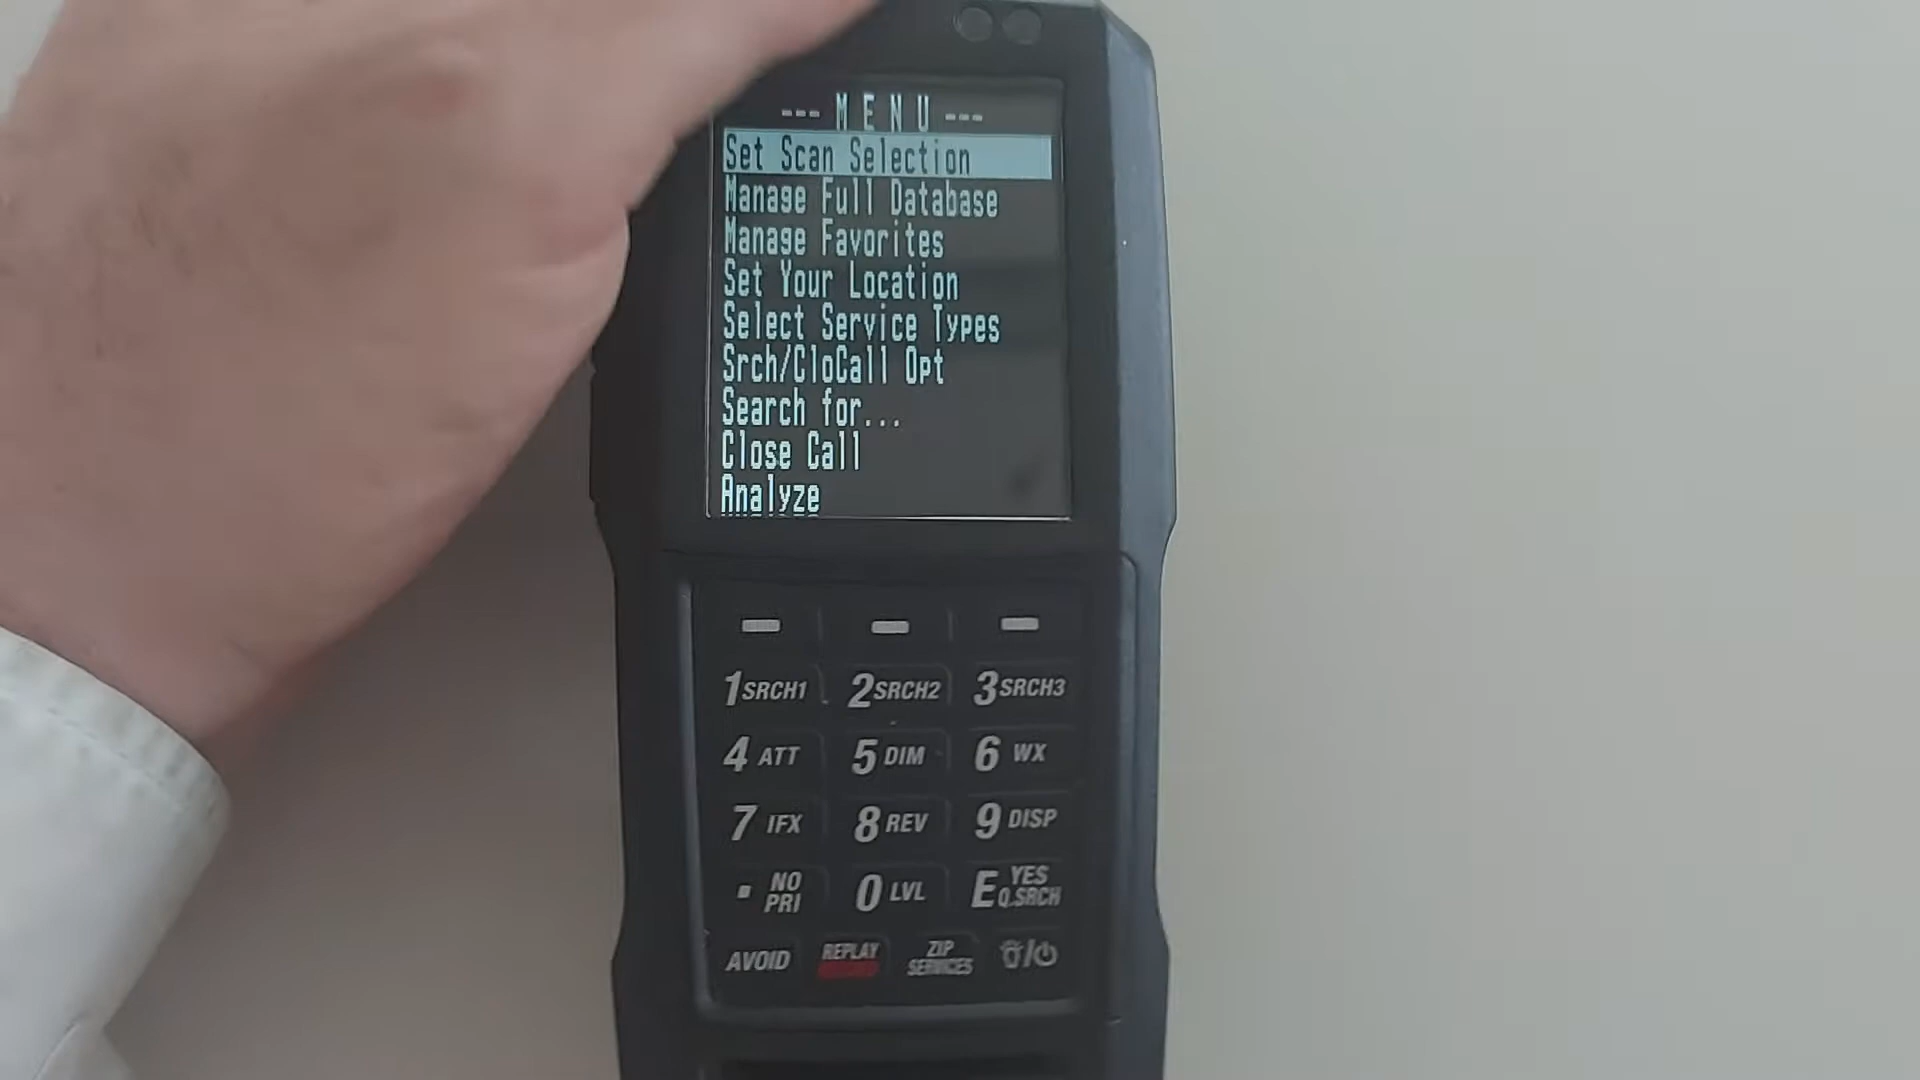 --- M E N U ---
Set Scan Selection
Manage Full Database
Manage Favorites
Set Your Location
Select Service Types
Srch/CloCall Opt
Search for...
Close Call
Analyze
1 SRCH1 2 SRCH2 3 SRCH3
4 ATT 5 DIM 6 WX
7 IFX 8 REV 9 DISP
. NO PRI 0 LVL E YES Q.SRCH
AVOID REPLAY ZIP SERVICES